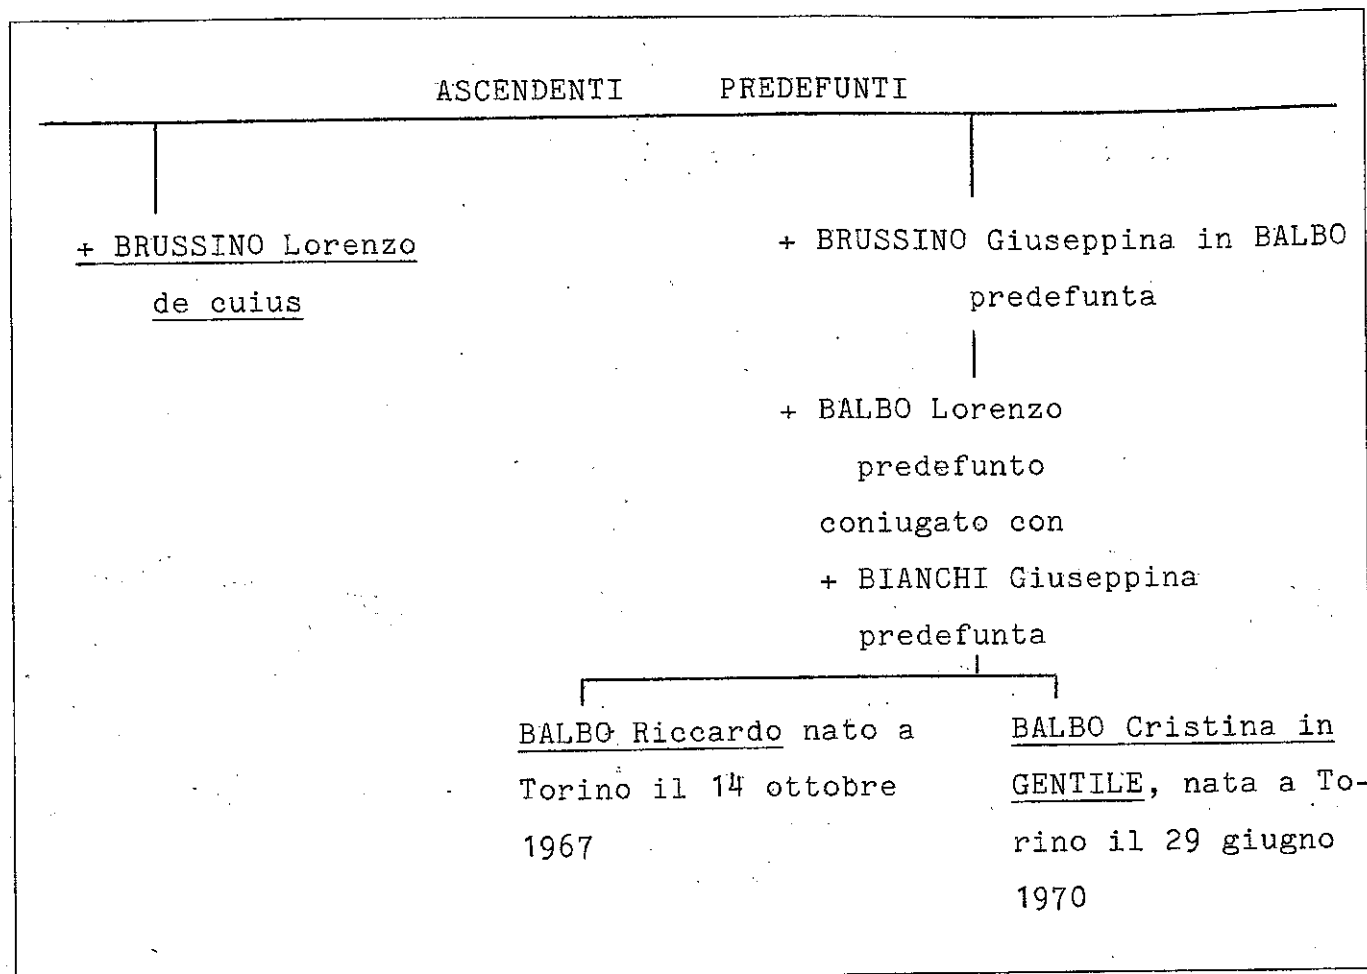 ASCENDENTI PREDEFUNTI
+ BRUSSINO Lorenzo
de cuius
+ BRUSSINO Giuseppina in BALBO
predefunta
+ BALBO Lorenzo
predefunto
coniugato con
+ BIANCHI Giuseppina
predefunta
BALBO Riccardo nato a
Torino il 14 ottobre
1967
BALBO Cristina in
GENTILE, nata a To-
rino il 29 giugno
1970